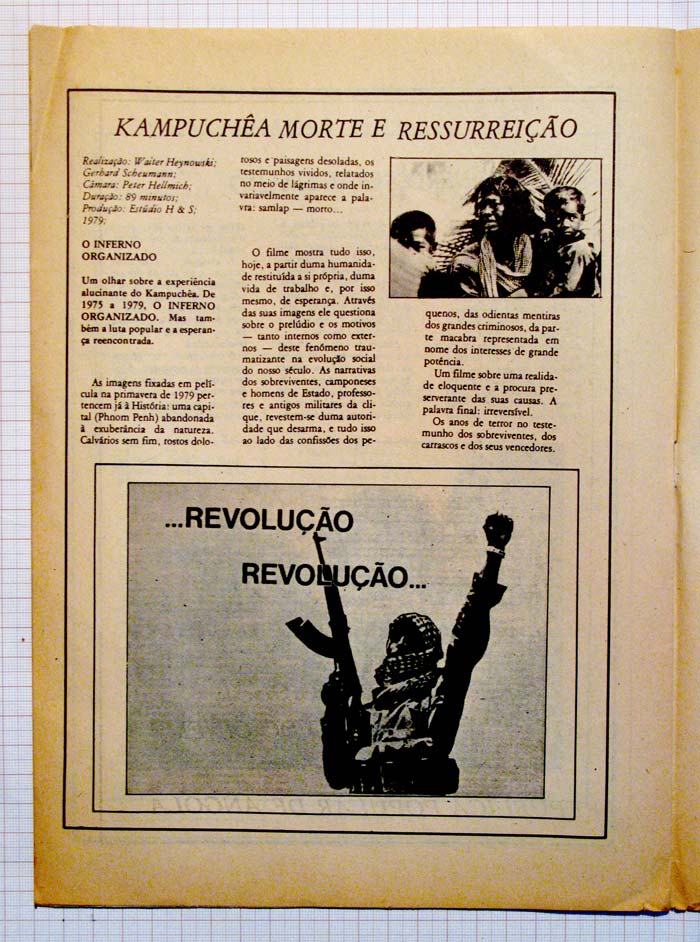 KAMPUCHÊA MORTE E RESSURREIÇÃO
Realização: Walter Heynowski;
Gerhard Scheumann;
Câmara: Peter Hellmich;
Duração: 89 minutos;
Produção: Estúdio H & S;
1979;
O INFERNO
ORGANIZADO
Um olhar sobre a experiência
alucinante do Kampuchêa. De
1975 a 1979, O INFERNO
ORGANIZADO. Mas tam-
bém a luta popular e a esperan-
ça reencontrada.
As imagens fixadas em pelí-
cula na primavera de 1979 per-
tencem já à História: uma capi-
tal (Phnom Penh) abandonada
à exuberância da natureza.
Calvários sem fim, rostos dolo-
rosos e paisagens desoladas, os
testemunhos vividos, relatados
no meio de lágrimas e onde in-
variavelmente aparece a pala-
vra: samlap — morto...
O filme mostra tudo isso,
hoje, a partir duma humanida-
de restituída a si própria, duma
vida de trabalho e, por isso
mesmo, de esperança. Através
das suas imagens ele questiona
sobre o prelúdio e os motivos
— tanto internos como exter-
nos — deste fenómeno trau-
matizante na evolução social
do nosso século. As narrativas
dos sobreviventes, camponeses
e homens de Estado, professo-
res e antigos militares da cli-
que, revestem-se duma autori-
dade que desarma, e tudo isso
ao lado das confissões dos pe-
quenos, das odientas mentiras
dos grandes criminosos, da par-
te macabra representada em
nome dos interesses de grande
potência.
Um filme sobre uma realida-
de eloquente e a procura pre-
serverante das suas causas. A
palavra final: irreversível.
Os anos de terror no teste-
munho dos sobreviventes, dos
carrascos e dos seus vencedores.
...REVOLUÇÃO
REVOLUÇÃO...